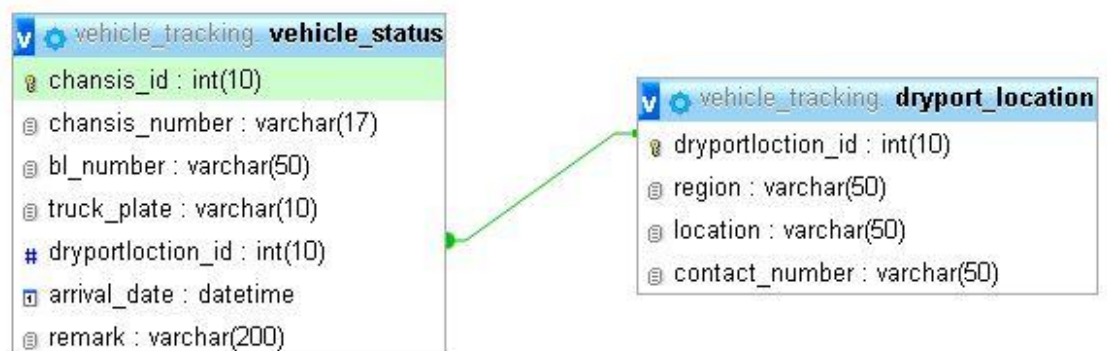 v vehicle_tracking. vehicle_status
chansis_id : int(10)
chansis_number : varchar(17)
bl_number : varchar(50)
truck_plate : varchar(10)
# dryportloction_id : int(10)
arrival_date : datetime
remark : varchar(200)
v vehicle_tracking. dryport_location
dryportloction_id : int(10)
region : varchar(50)
location : varchar(50)
contact_number : varchar(50)